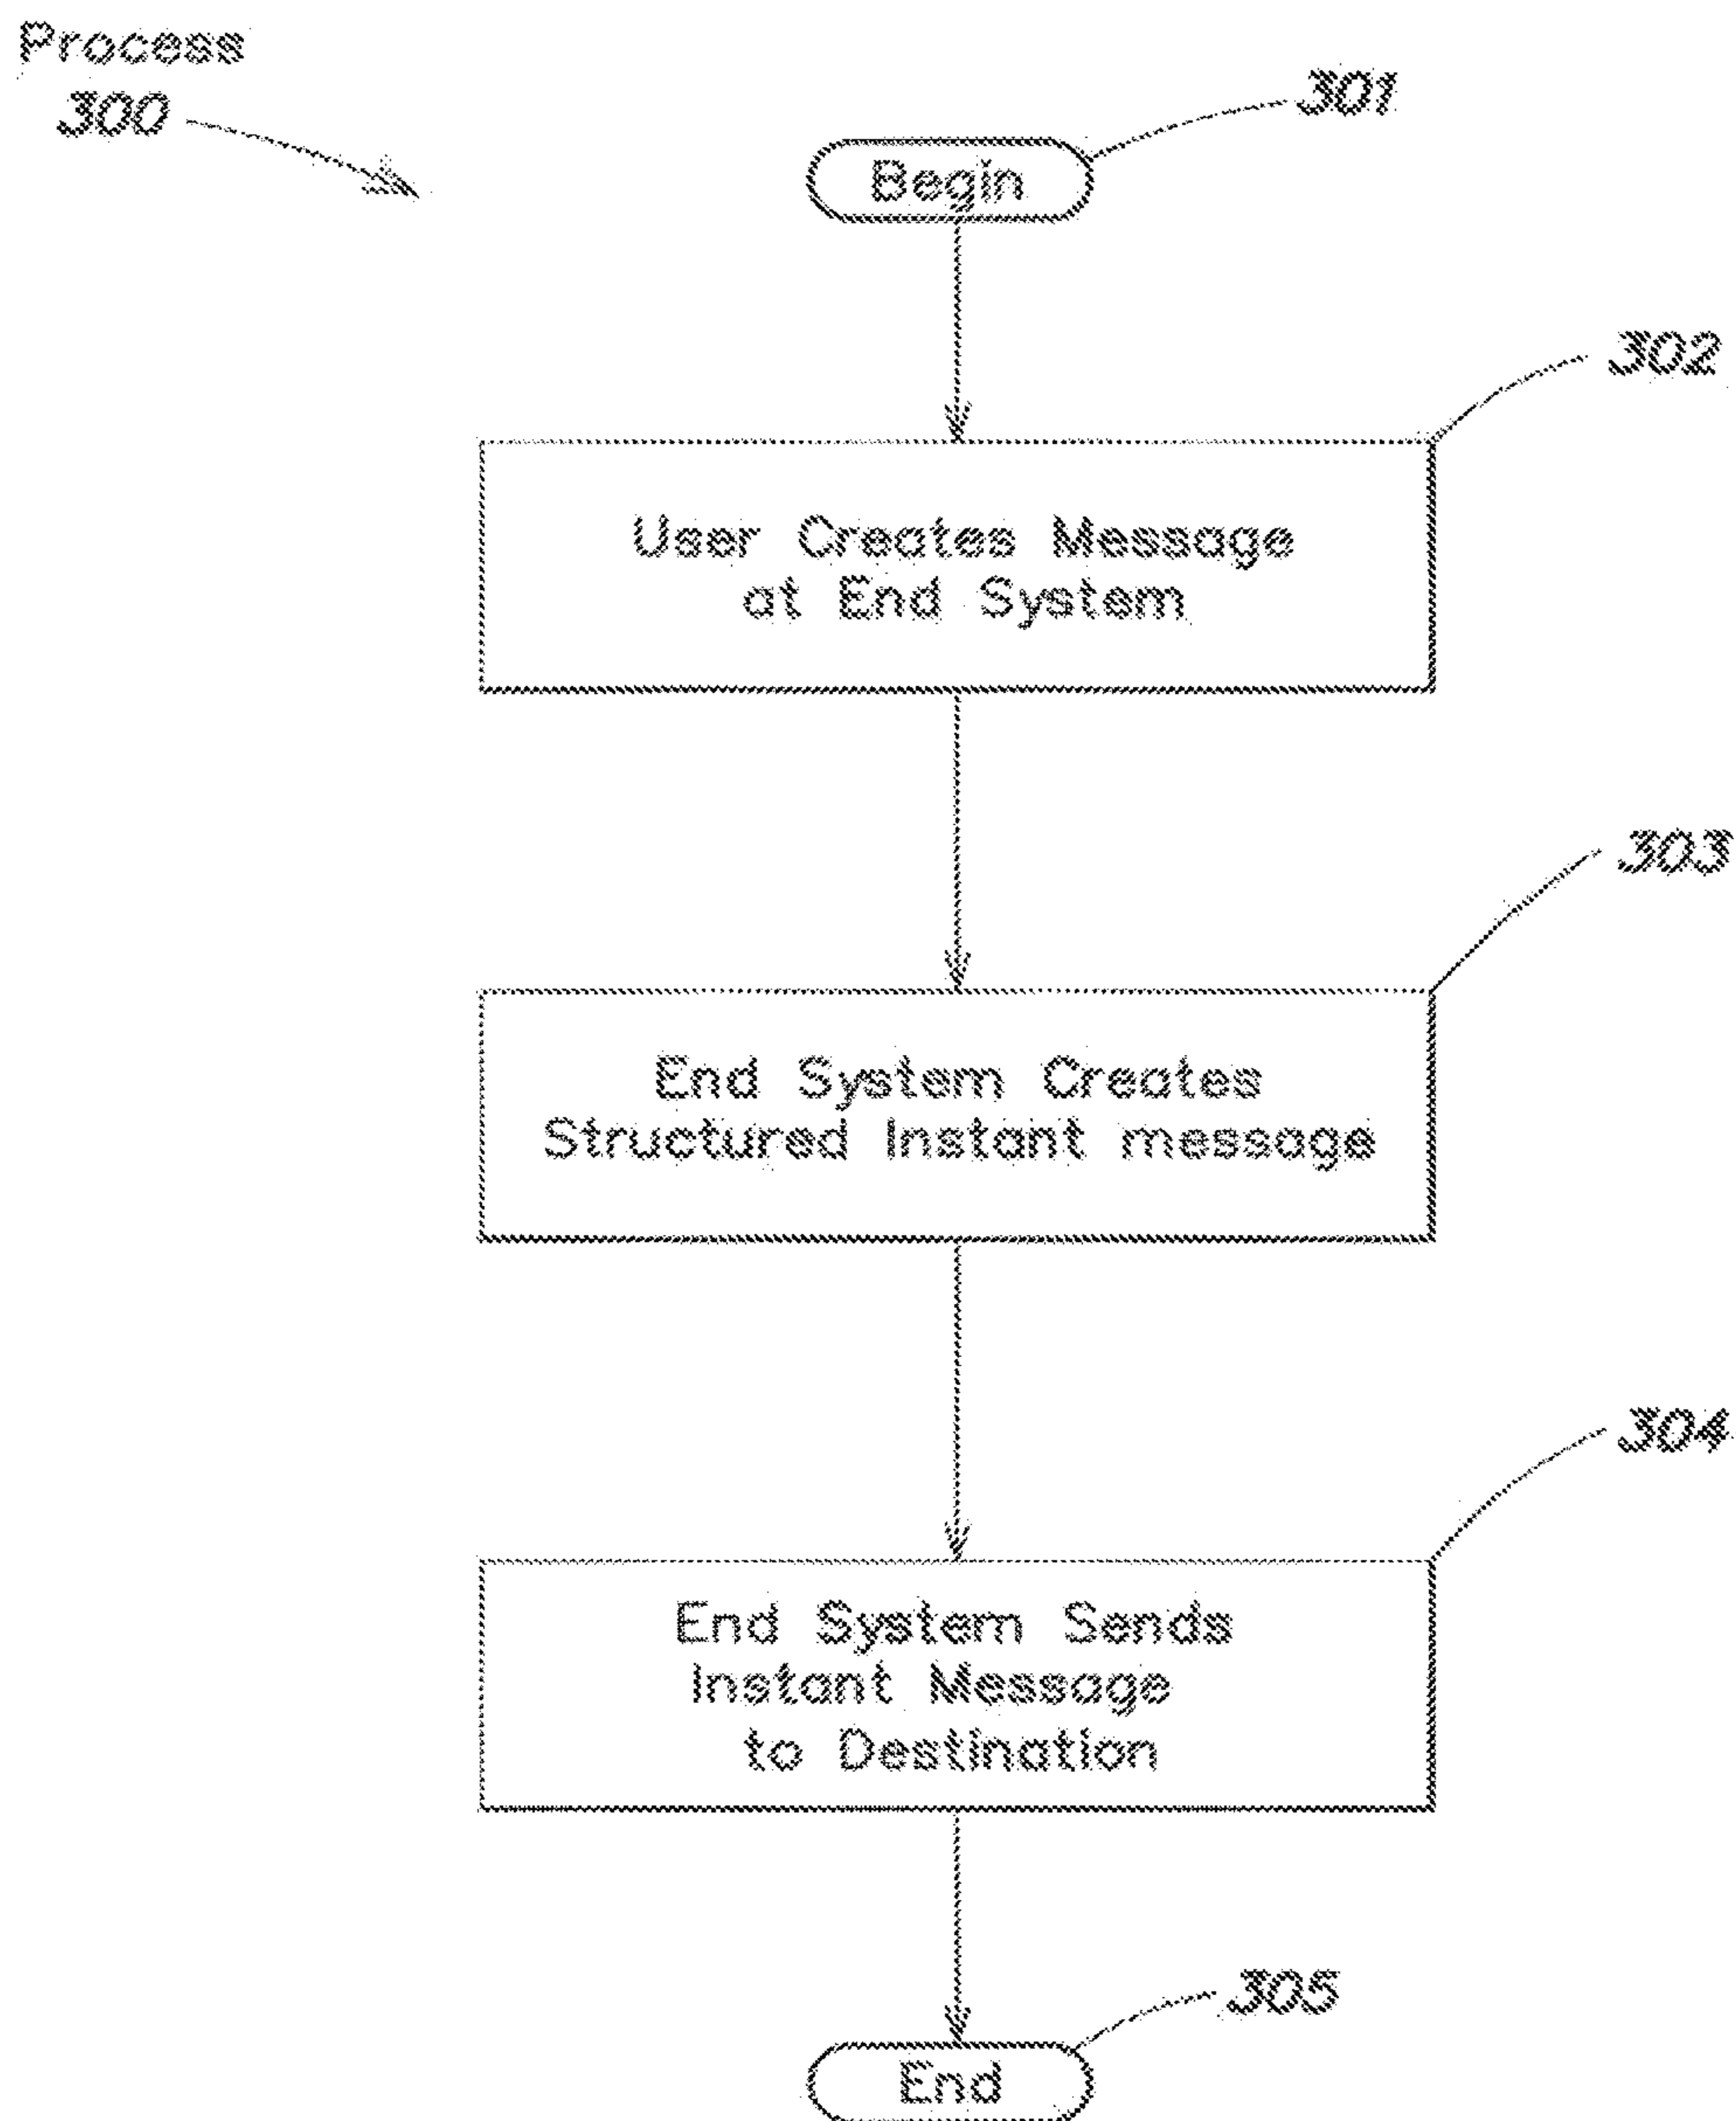 Process
300
301
Begin
302
User Creates Message
at End System
303
End System Creates
Structured Instant message
304
End System Sends
Instant Message
to Destination
305
End